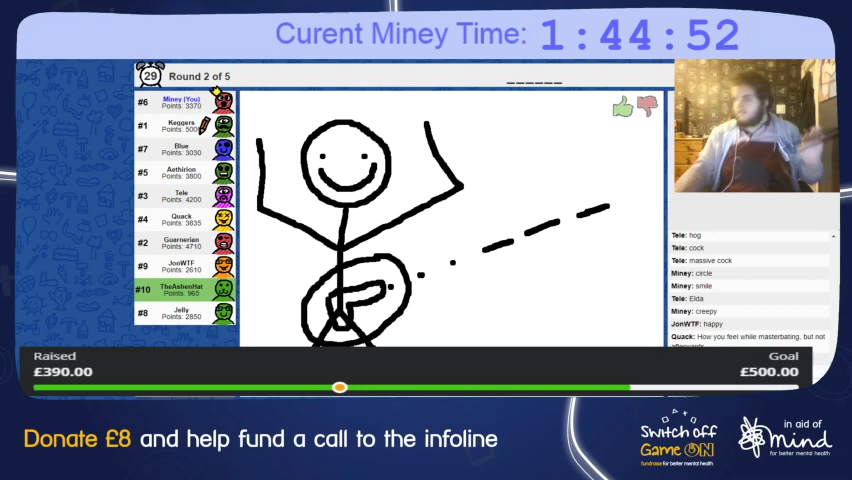 Curent Miney Time: 1:44:52
29 Round 2 of 5
______
#6 Miney (You)
Points: 3370
#1 Keggers
Points: 500
#7 Blue
Points: 3030
#5 Aethirion
Points: 3800
#3 Tele
Points: 4200
#4 Quack
Points: 3835
#2 Guarnerian
Points: 4710
#9 JonWTF
Points: 2610
#10 TheAshenHat
Points: 965
#8 Jelly
Points: 2850
Tele: hog
Tele: cock
Tele: massive cock
Miney: circle
Miney: smile
Tele: Elda
Miney: creepy
JonWTF: happy
Quack: How you feel while masterbating, but not
afterwards
Raised
£390.00
Goal
£500.00
Donate £8 and help fund a call to the infoline
Switch off
Game ON
fundraise for better mental health
in aid of
mind
for better mental health